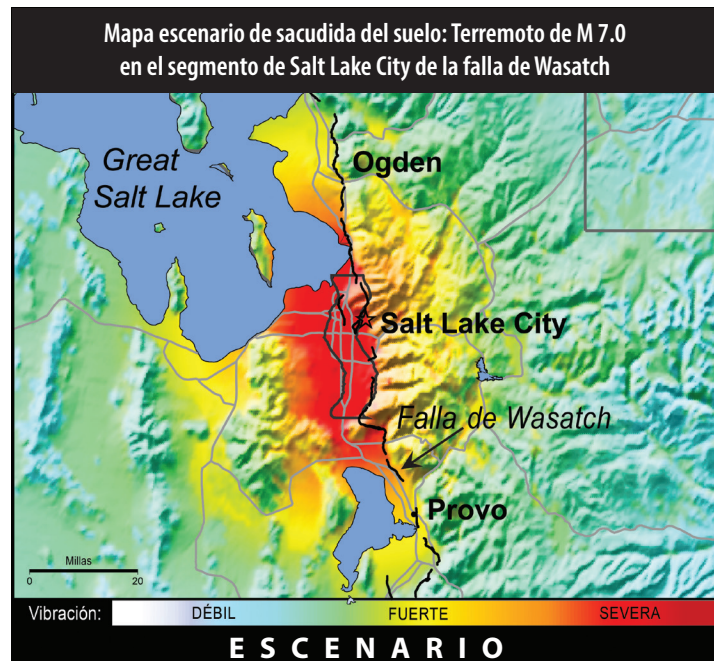 Mapa escenario de sacudida del suelo: Terremoto de M 7.0
en el segmento de Salt Lake City de la falla de Wasatch
Great
Salt Lake
Ogden
Salt Lake City
Falla de Wasatch
Provo
Millas
0 20
Vibración: DÉBIL FUERTE SEVERA
ESCENARIO